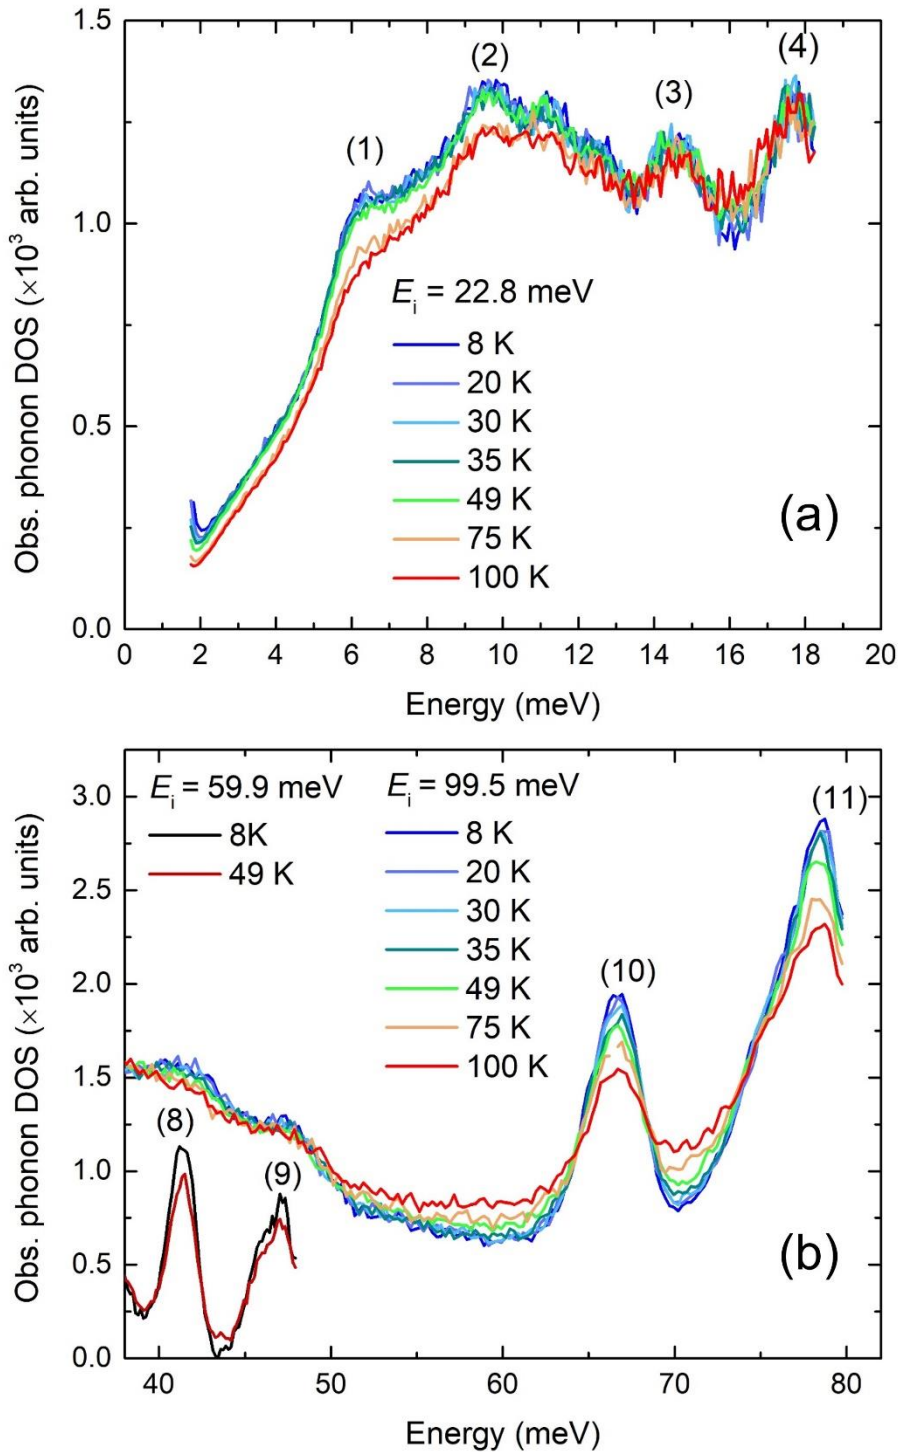 Obs. phonon DOS (×10³ arb. units)
1.5
1.0
0.5
0.0
(1)
(2)
(3)
(4)
Eᵢ = 22.8 meV
8 K
20 K
30 K
35 K
49 K
75 K
100 K
(a)
0 2 4 6 8 10 12 14 16 18 20
Energy (meV)
Obs. phonon DOS (×10³ arb. units)
3.0
2.5
2.0
1.5
1.0
0.5
0.0
Eᵢ = 59.9 meV
8K
49 K
Eᵢ = 99.5 meV
8 K
20 K
30 K
35 K
49 K
75 K
100 K
(8)
(9)
(10)
(11)
(b)
40 50 60 70 80
Energy (meV)